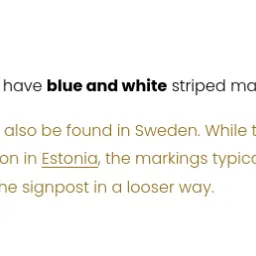 have blue and white striped ma
also be found in Sweden. While t
on in Estonia, the markings typic
he signpost in a looser way.